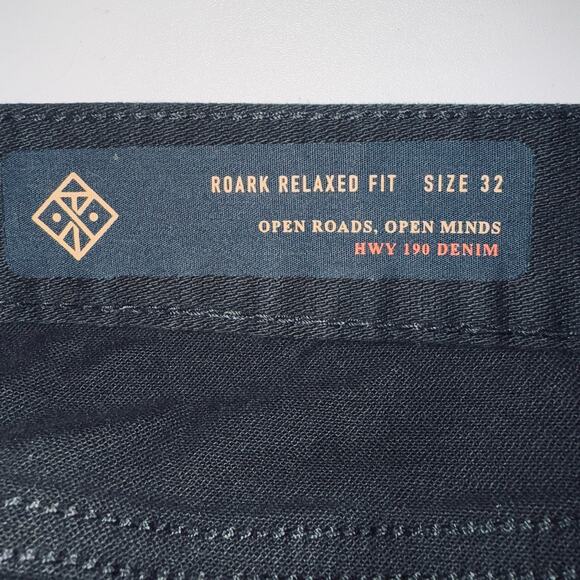 ROARK RELAXED FIT SIZE 32
OPEN ROADS, OPEN MINDS
HWY 190 DENIM